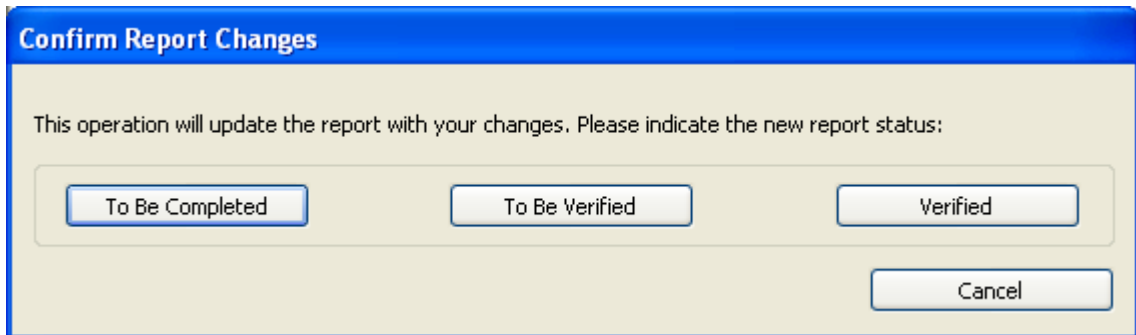 Confirm Report Changes
This operation will update the report with your changes. Please indicate the new report status:
To Be Completed To Be Verified Verified
Cancel